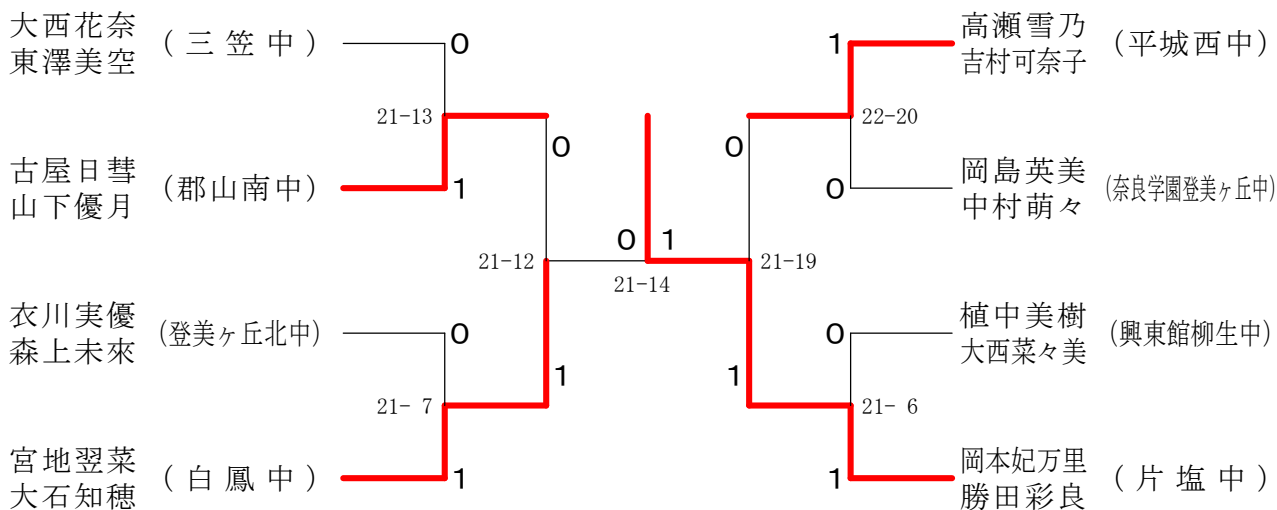 大西花奈
東澤美空
(三笠中)
0
21-13
古屋日彗
山下優月
(郡山南中)
1
0
21-12
1
衣川実優
森上未來
(登美ヶ丘北中)
0
21- 7
宮地翌菜
大石知穂
(白鳳中)
1
0
1
21-14
高瀬雪乃
吉村可奈子
(平城西中)
1
22-20
岡島英美
中村萌々
(奈良学園登美ヶ丘中)
0
0
21-19
1
植中美樹
大西菜々美
(興東館柳生中)
0
21- 6
岡本妃万里
勝田彩良
(片塩中)
1